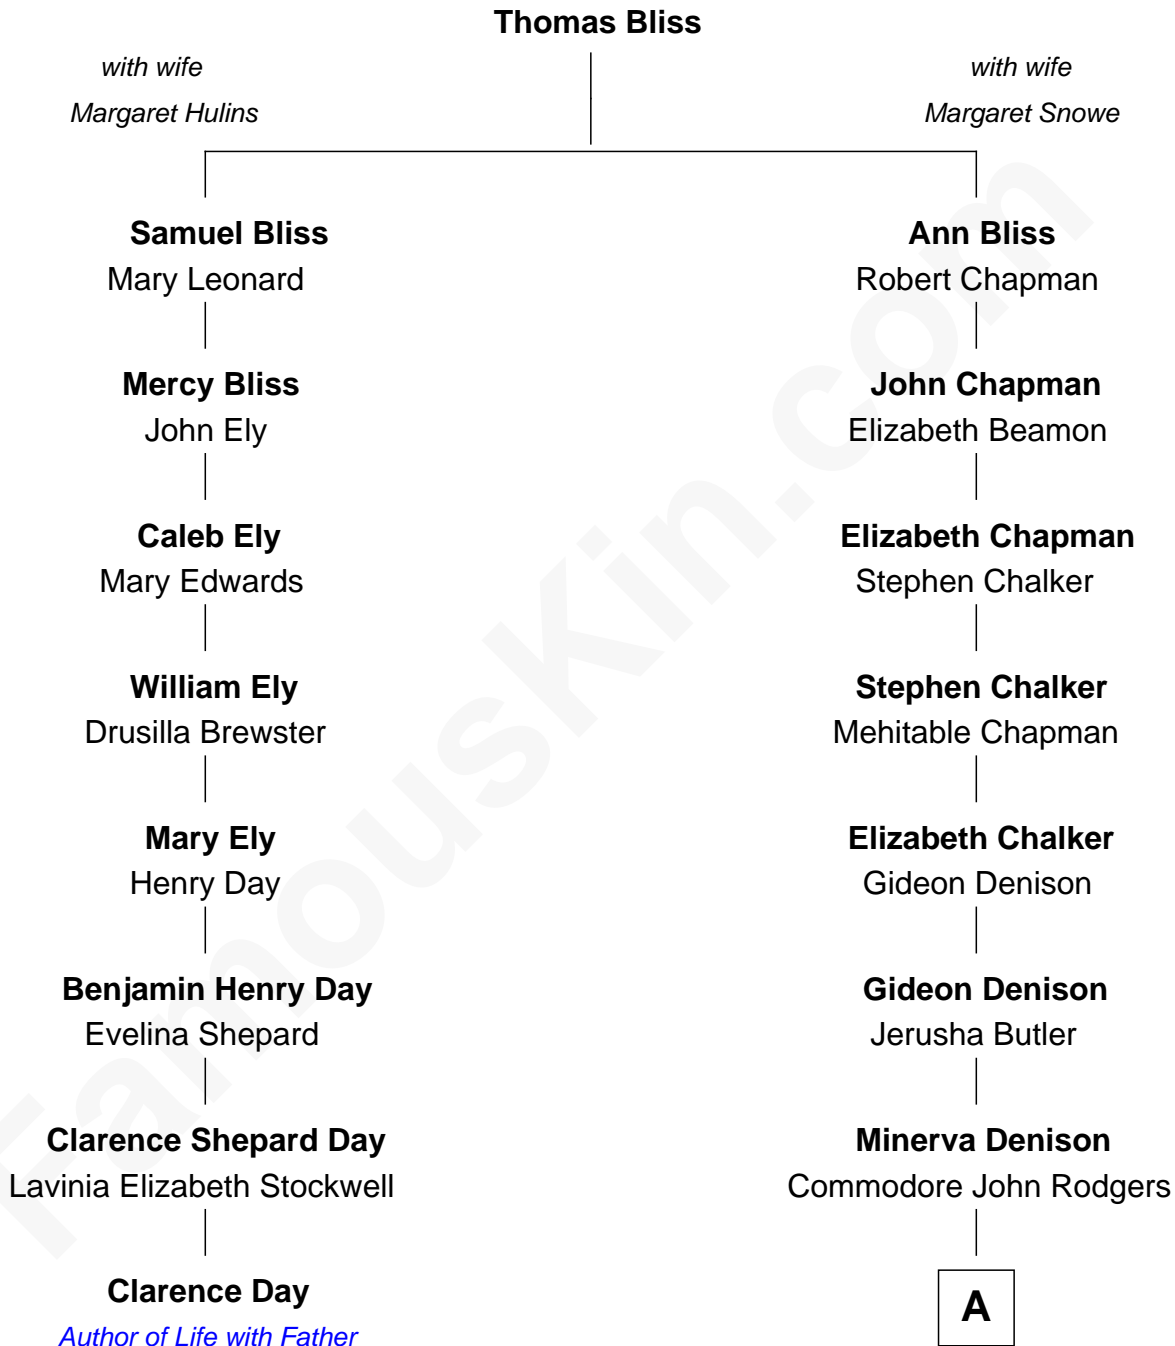 Thomas Bliss
with wife
Margaret Hulins
with wife
Margaret Snowe
Samuel Bliss
Mary Leonard
Mercy Bliss
John Ely
Caleb Ely
Mary Edwards
William Ely
Drusilla Brewster
Mary Ely
Henry Day
Benjamin Henry Day
Evelina Shepard
Clarence Shepard Day
Lavinia Elizabeth Stockwell
Clarence Day
Author of Life with Father
Ann Bliss
Robert Chapman
John Chapman
Elizabeth Beamon
Elizabeth Chapman
Stephen Chalker
Stephen Chalker
Mehitable Chapman
Elizabeth Chalker
Gideon Denison
Gideon Denison
Jerusha Butler
Minerva Denison
Commodore John Rodgers
A
FamousKin.com